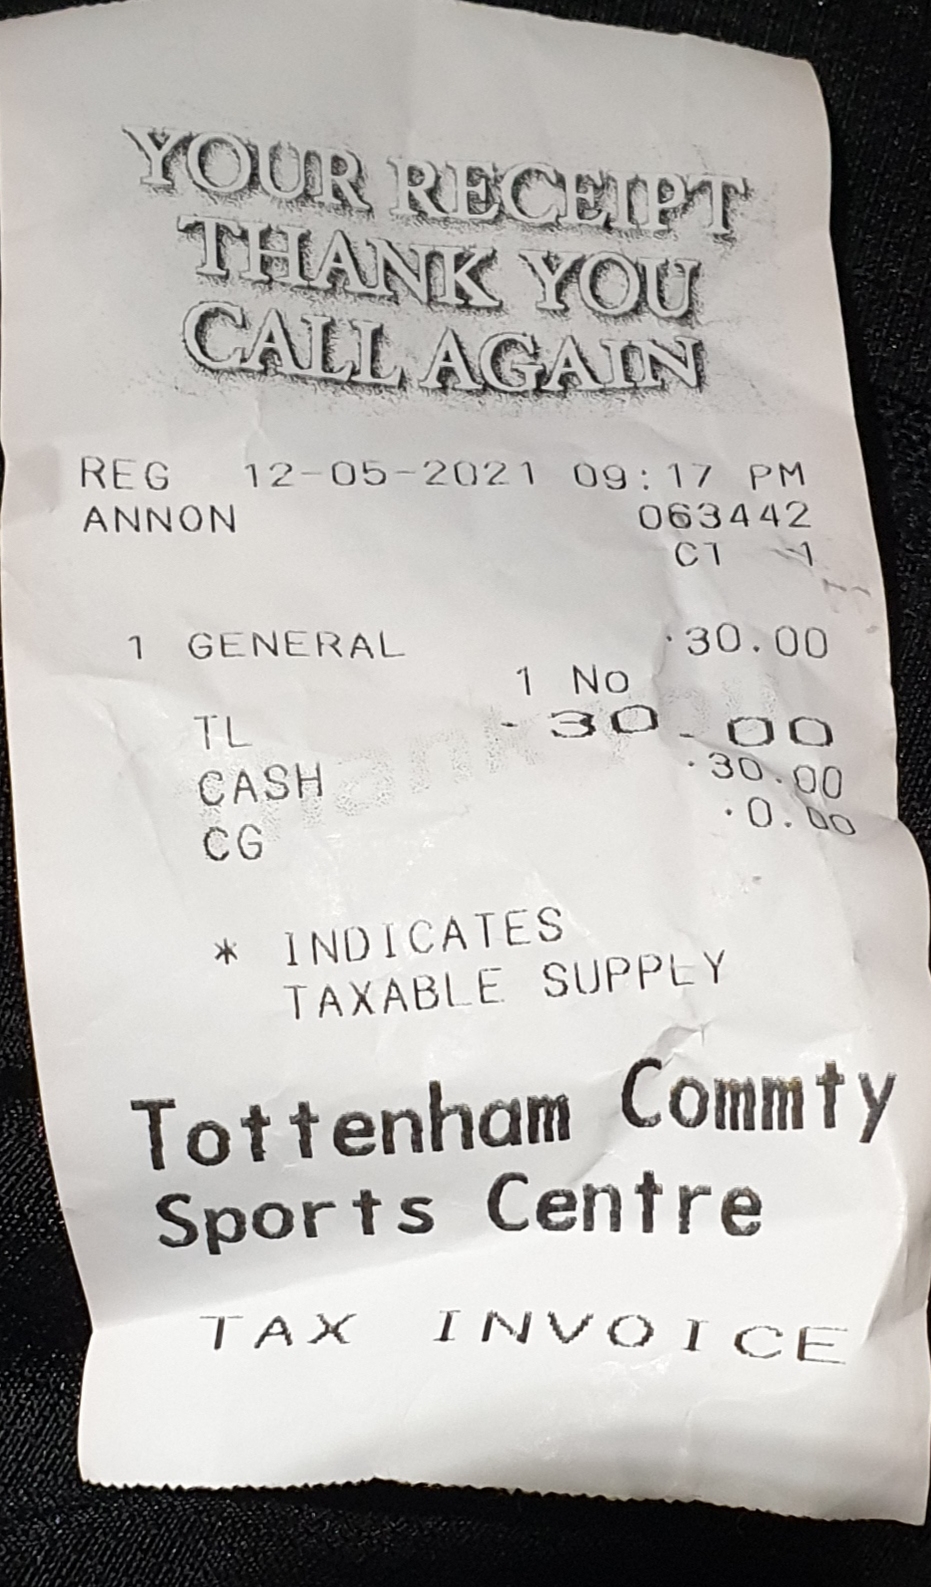 YOUR RECEIPT
THANK YOU
CALL AGAIN
REG 12-05-2021 09:17 PM
ANNON 063442
CT 1
1 GENERAL ·30.00
1 No
TL ·30.00
CASH ·30.00
CG ·0.00
* INDICATES
TAXABLE SUPPLY
Tottenham Commty
Sports Centre
TAX INVOICE